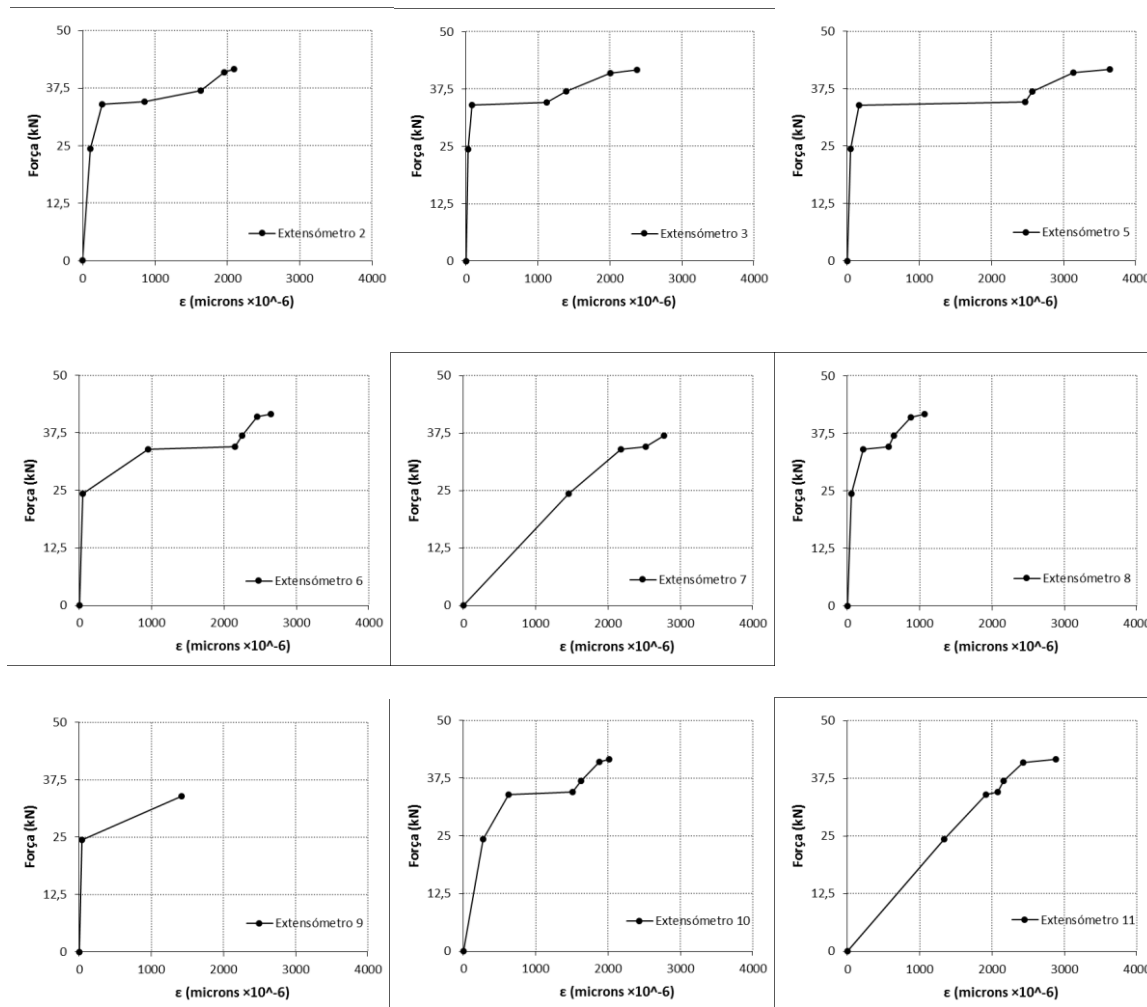 50
37,5
25
12,5
0
Força (kN)
Extensómetro 2
0 1000 2000 3000 4000
ε (microns ×10^-6)
50
37,5
25
12,5
0
Força (kN)
Extensómetro 3
0 1000 2000 3000 4000
ε (microns ×10^-6)
50
37,5
25
12,5
0
Força (kN)
Extensómetro 5
0 1000 2000 3000 4000
ε (microns ×10^-6)
50
37,5
25
12,5
0
Força (kN)
Extensómetro 6
0 1000 2000 3000 4000
ε (microns ×10^-6)
50
37,5
25
12,5
0
Força (kN)
Extensómetro 7
0 1000 2000 3000 4000
ε (microns ×10^-6)
50
37,5
25
12,5
0
Força (kN)
Extensómetro 8
0 1000 2000 3000 4000
ε (microns ×10^-6)
50
37,5
25
12,5
0
Força (kN)
Extensómetro 9
0 1000 2000 3000 4000
ε (microns ×10^-6)
50
37,5
25
12,5
0
Força (kN)
Extensómetro 10
0 1000 2000 3000 4000
ε (microns ×10^-6)
50
37,5
25
12,5
0
Força (kN)
Extensómetro 11
0 1000 2000 3000 4000
ε (microns ×10^-6)